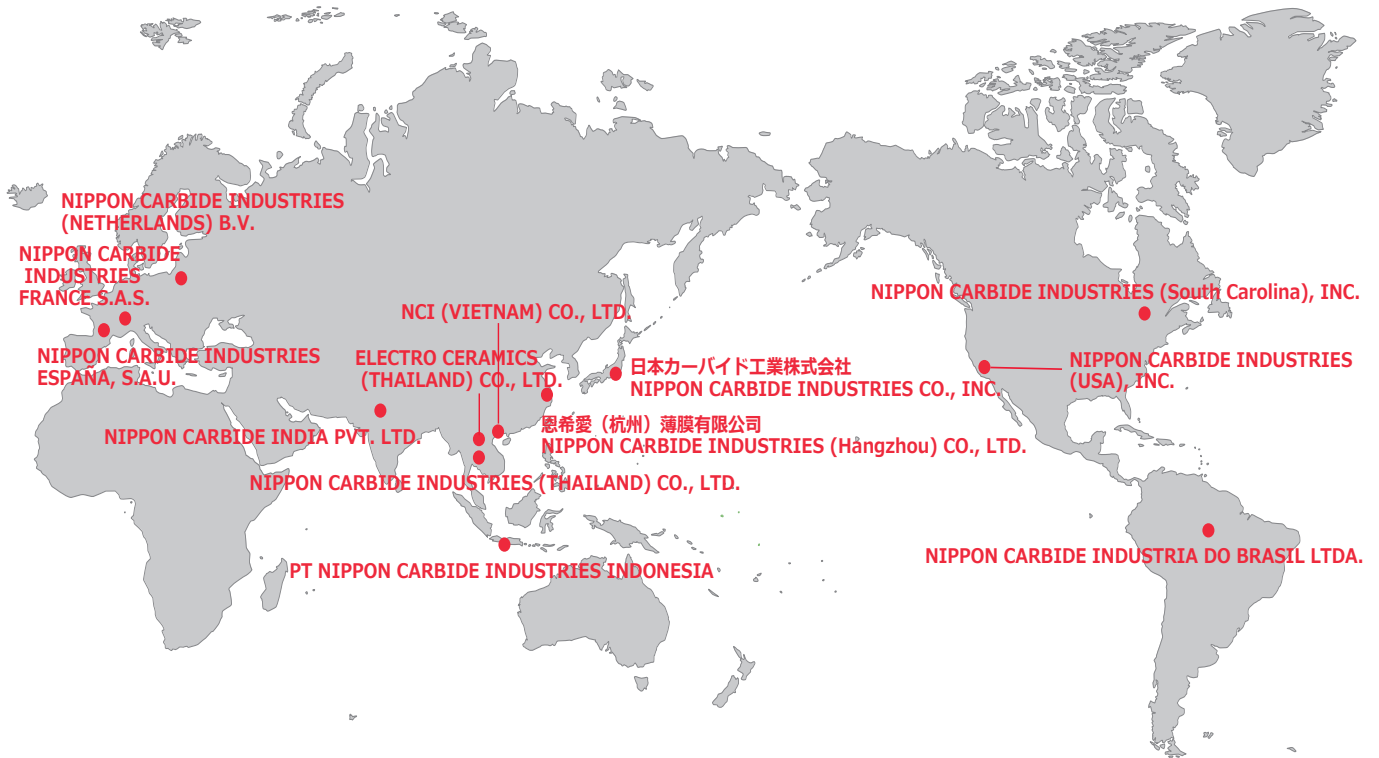 NIPPON CARBIDE INDUSTRIES
(NETHERLANDS) B.V.
NIPPON CARBIDE
INDUSTRIES
FRANCE S.A.S.
NIPPON CARBIDE INDUSTRIES
ESPAÑA, S.A.U.
NCI (VIETNAM) CO., LTD.
ELECTRO CERAMICS
(THAILAND) CO., LTD.
日本カーバイド工業株式会社
NIPPON CARBIDE INDUSTRIES CO., INC.
恩希愛（杭州）薄膜有限公司
NIPPON CARBIDE INDUSTRIES (Hangzhou) CO., LTD.
NIPPON CARBIDE INDIA PVT. LTD.
NIPPON CARBIDE INDUSTRIES (THAILAND) CO., LTD.
PT NIPPON CARBIDE INDUSTRIES INDONESIA
NIPPON CARBIDE INDUSTRIES (South Carolina), INC.
NIPPON CARBIDE INDUSTRIES
(USA), INC.
NIPPON CARBIDE INDUSTRIA DO BRASIL LTDA.